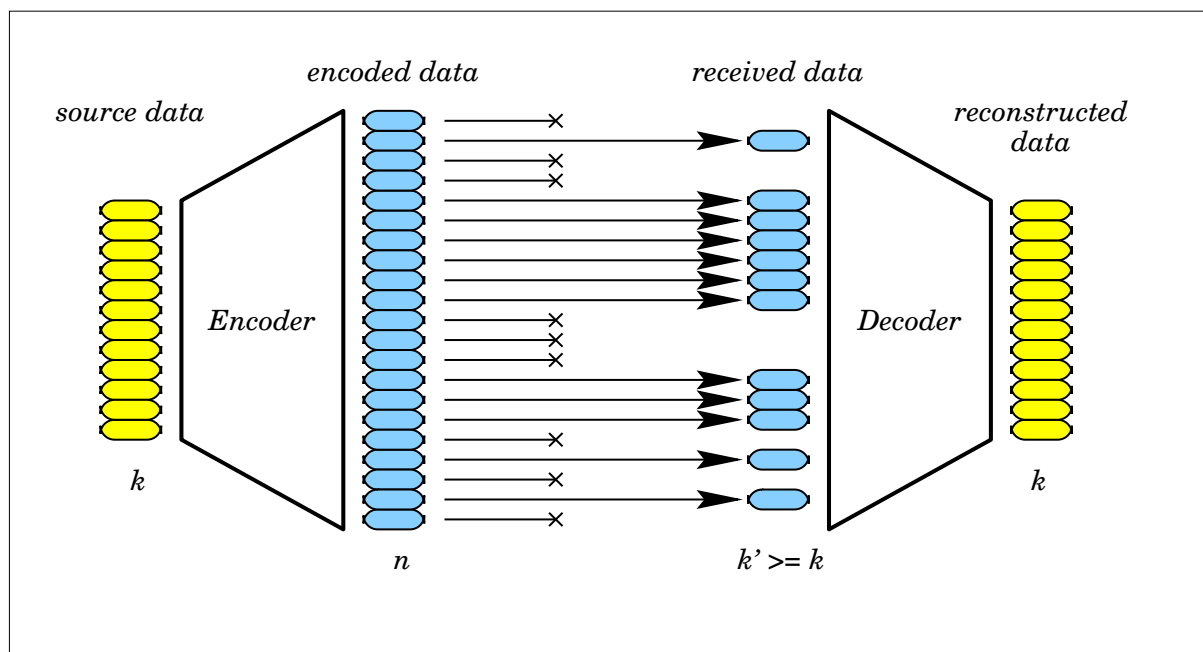 encoded data
received data
source data
reconstructed
data
Encoder
Decoder
k
k
n
k’ >= k